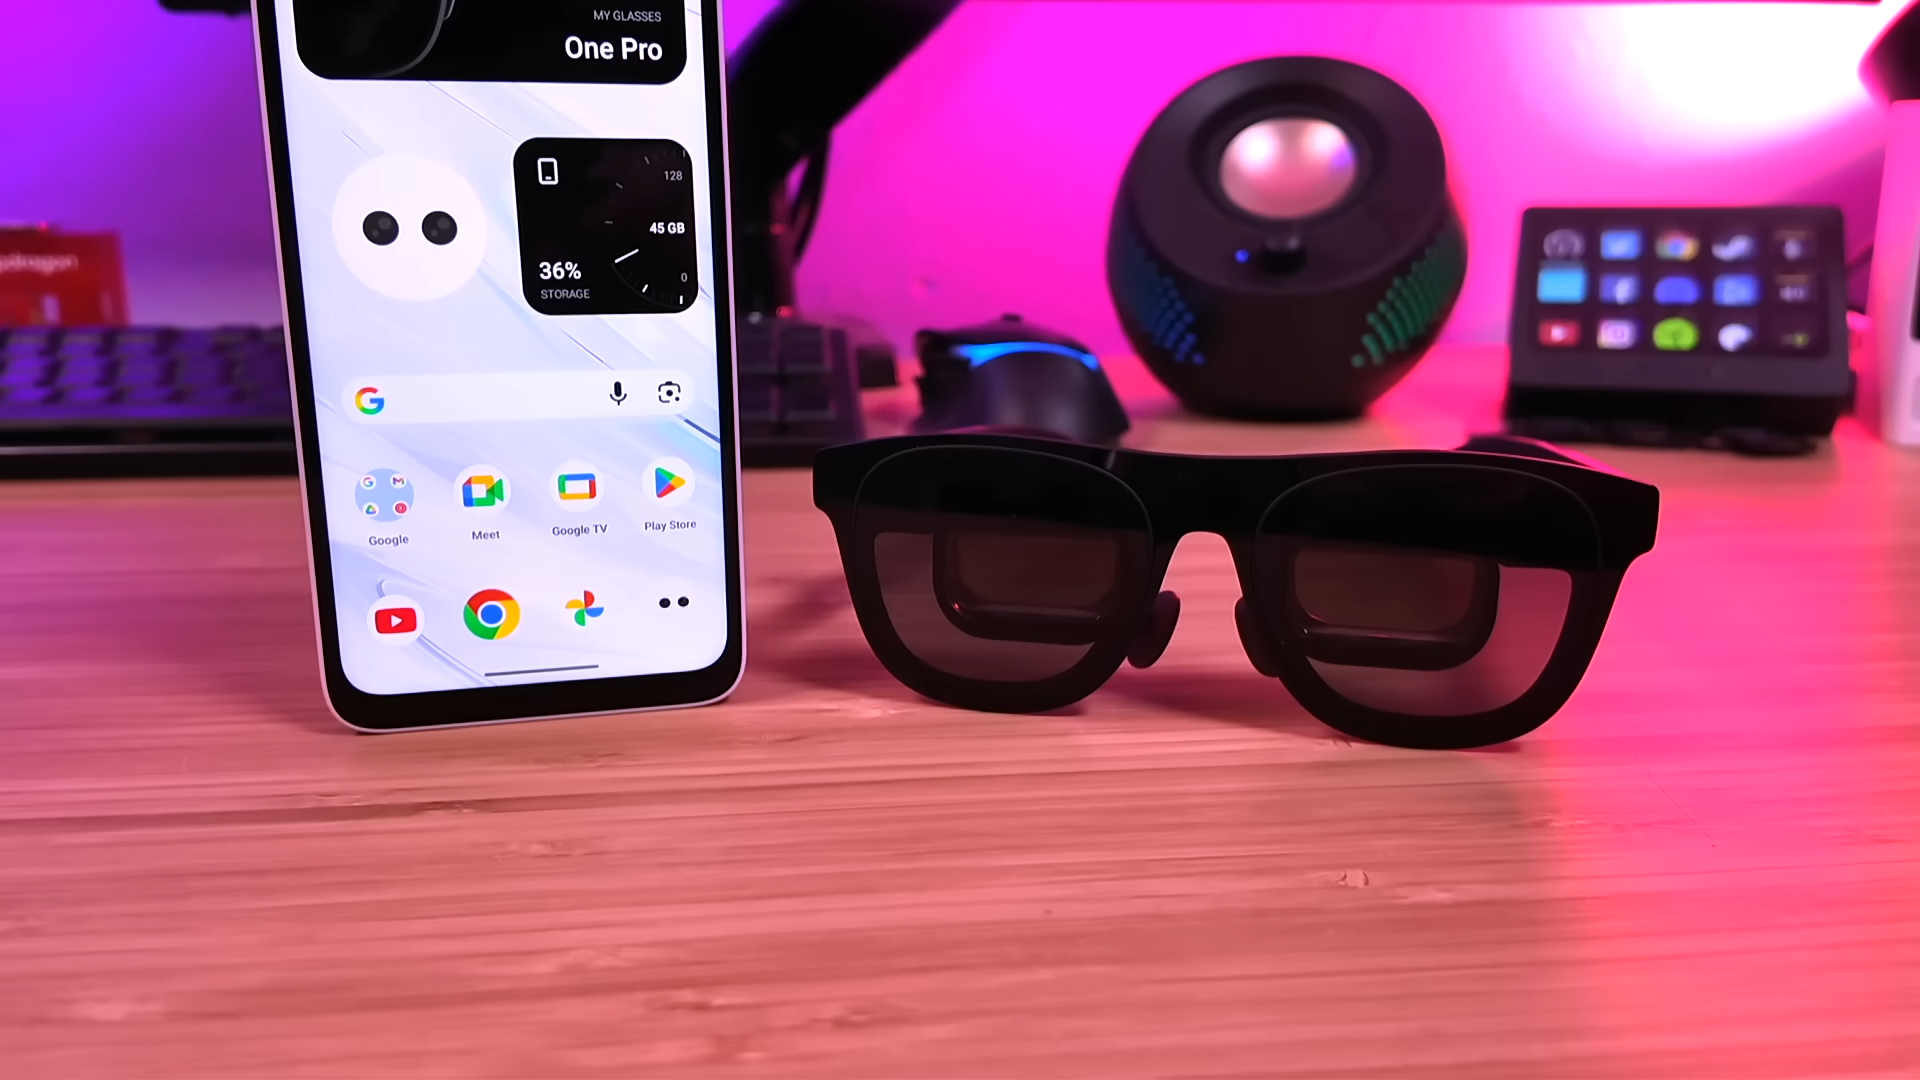 MY GLASSES
One Pro
128
45 GB
36%
0
STORAGE
Google
Meet
Google TV
Play Store